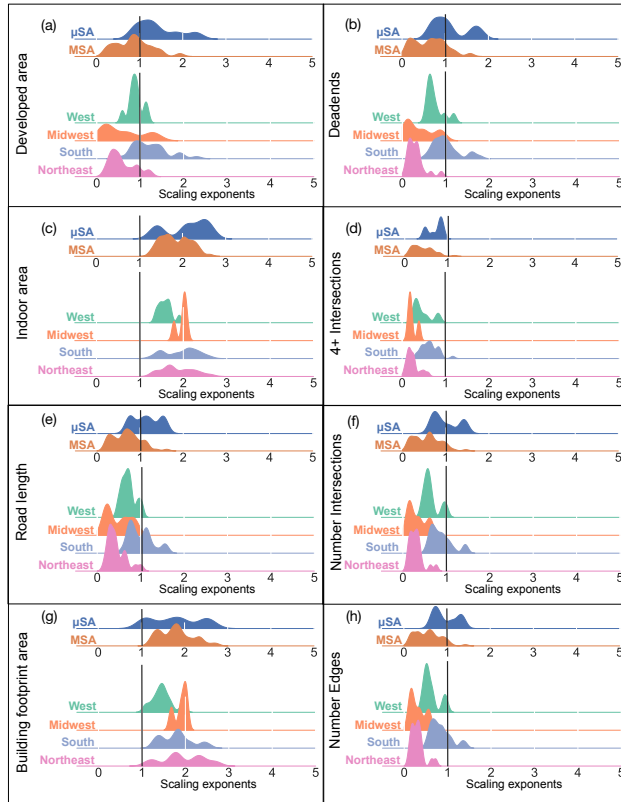 (a)
Developed area
µSA
MSA
0 1 2 3 4 5
West
Midwest
South
Northeast
0 1 2 3 4 5
Scaling exponents
(b)
Deadends
µSA
MSA
0 1 2 3 4 5
West
Midwest
South
Northeast
0 1 2 3 4 5
Scaling exponents
(c)
Indoor area
µSA
MSA
0 1 2 3 4 5
West
Midwest
South
Northeast
0 1 2 3 4 5
Scaling exponents
(d)
4+ Intersections
µSA
MSA
0 1 2 3 4 5
West
Midwest
South
Northeast
0 1 2 3 4 5
Scaling exponents
(e)
Road length
µSA
MSA
0 1 2 3 4 5
West
Midwest
South
Northeast
0 1 2 3 4 5
Scaling exponents
(f)
Number Intersections
µSA
MSA
0 1 2 3 4 5
West
Midwest
South
Northeast
0 1 2 3 4 5
Scaling exponents
(g)
Building footprint area
µSA
MSA
0 1 2 3 4 5
West
Midwest
South
Northeast
0 1 2 3 4 5
Scaling exponents
(h)
Number Edges
µSA
MSA
0 1 2 3 4 5
West
Midwest
South
Northeast
0 1 2 3 4 5
Scaling exponents